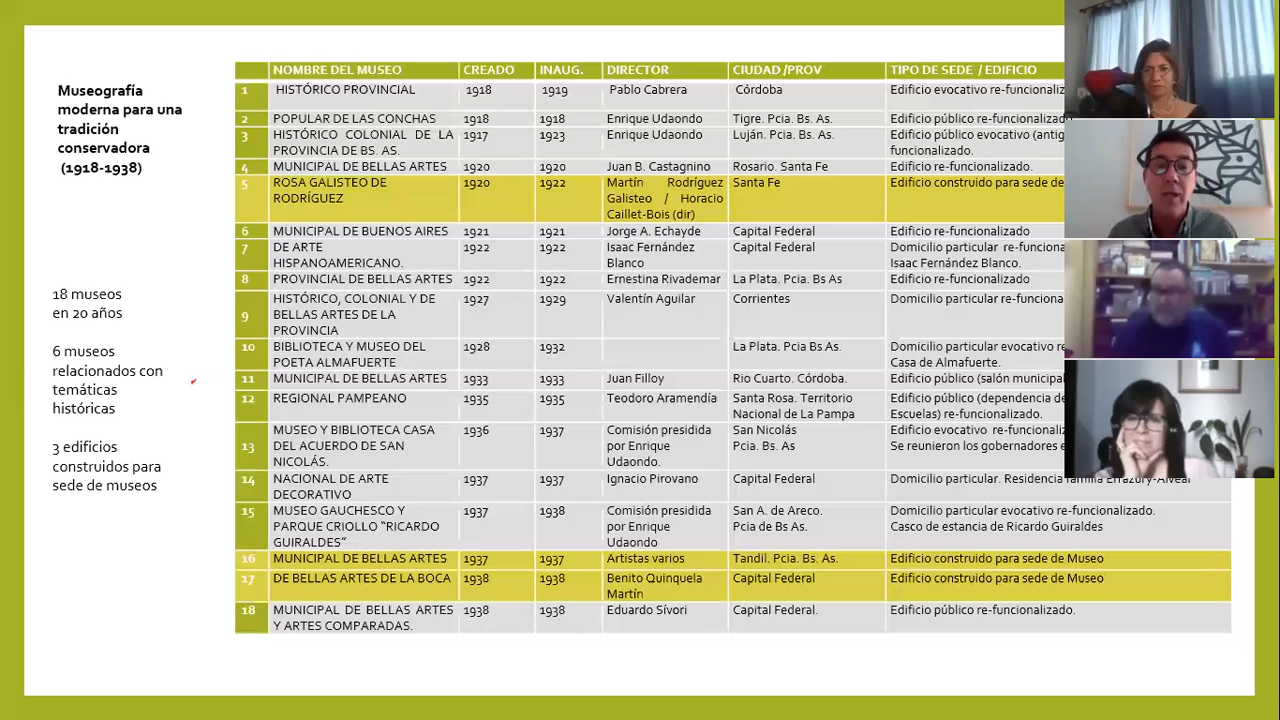 Museografía
moderna para una
tradición
conservadora
(1918-1938)
18 museos
en 20 años
6 museos
relacionados con
temáticas
históricas
3 edificios
construidos para
sede de museos
NOMBRE DEL MUSEO CREADO INAUG. DIRECTOR CIUDAD /PROV TIPO DE SEDE / EDIFICIO
1 HISTÓRICO PROVINCIAL 1918 1919 Pablo Cabrera Córdoba Edificio evocativo
2 POPULAR DE LAS CONCHAS 1918 1918 Enrique Udaondo Tigre. Pcia. Bs. As. Edificio público re-funcionalizado
3 HISTÓRICO COLONIAL DE LA 1917 1923 Enrique Udaondo Luján. Pcia. Bs. As. Edificio público evocativo
PROVINCIA DE BS. AS. funcionalizado.
4 MUNICIPAL DE BELLAS ARTES 1920 1920 Juan B. Castagnino Rosario. Santa Fe Edificio re-funcionalizado.
5 ROSA GALISTEO DE 1920 1922 Martín Rodríguez Santa Fe Edificio construido para sede de
RODRÍGUEZ Galisteo / Horacio
Caillet-Bois (dir)
6 MUNICIPAL DE BUENOS AIRES 1921 1921 Jorge A. Echayde Capital Federal Edificio re-funcionalizado
7 DE ARTE 1922 1922 Isaac Fernández Capital Federal Domicilio particular
HISPANOAMERICANO. Blanco Isaac Fernández Blanco.
8 PROVINCIAL DE BELLAS ARTES 1922 1922 Ernestina Rivademar La Plata. Pcia. Bs As Edificio re-funcionalizado
9 HISTÓRICO, COLONIAL Y DE 1927 1929 Valentín Aguilar Corrientes Domicilio particular
BELLAS ARTES DE LA
PROVINCIA
10 BIBLIOTECA Y MUSEO DEL 1928 1932 La Plata. Pcia Bs As. Domicilio particular evocativo
POETA ALMAFUERTE Casa de Almafuerte.
11 MUNICIPAL DE BELLAS ARTES 1933 1933 Juan Filloy Rio Cuarto. Córdoba. Edificio público (salón municipal
12 REGIONAL PAMPEANO 1935 1935 Teodoro Aramendía Santa Rosa. Territorio Edificio público (dependencia de
Nacional de La Pampa Escuelas) re-funcionalizado.
13 MUSEO Y BIBLIOTECA CASA 1936 1937 Comisión presidida San Nicolás Edificio evocativo
DEL ACUERDO DE SAN por Enrique Pcia. Bs. As Se reunieron los gobernadores
NICOLÁS. Udaondo.
14 NACIONAL DE ARTE 1937 1937 Ignacio Pirovano Capital Federal Domicilio particular. Residencia familia Errázuriz-Alvear
DECORATIVO
15 MUSEO GAUCHESCO Y 1937 1938 Comisión presidida San A. de Areco. Domicilio particular evocativo re-funcionalizado.
PARQUE CRIOLLO "RICARDO por Enrique Pcia de Bs As. Casco de estancia de Ricardo Guiraldes
GUIRALDES" Udaondo
16 MUNICIPAL DE BELLAS ARTES 1937 1937 Artistas varios Tandil. Pcia. Bs. As. Edificio construido para sede de Museo
17 DE BELLAS ARTES DE LA BOCA 1938 1938 Benito Quinquela Capital Federal Edificio construido para sede de Museo
Martín
18 MUNICIPAL DE BELLAS ARTES 1938 1938 Eduardo Sívori Capital Federal. Edificio público re-funcionalizado.
Y ARTES COMPARADAS.